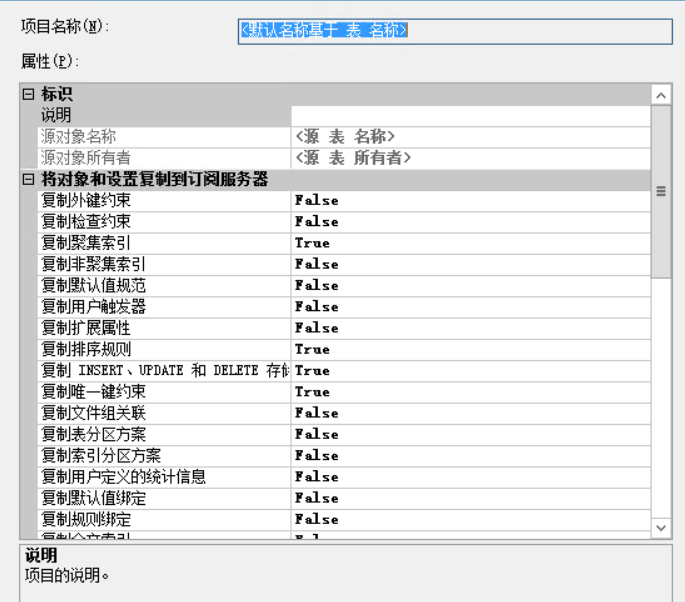 项目名称(N):
<默认名称基于 表 名称>
属性(P):
标识
说明
源对象名称 <源 表 名称>
源对象所有者 <源 表 所有者>
将对象和设置复制到订阅服务器
复制外键约束 False
复制检查约束 False
复制聚集索引 True
复制非聚集索引 False
复制默认值规范 False
复制用户触发器 False
复制扩展属性 False
复制排序规则 True
复制 INSERT、UPDATE 和 DELETE 存储 True
复制唯一键约束 True
复制文件组关联 False
复制表分区方案 False
复制索引分区方案 False
复制用户定义的统计信息 False
复制默认值绑定 False
复制规则绑定 False
说明
项目的说明。